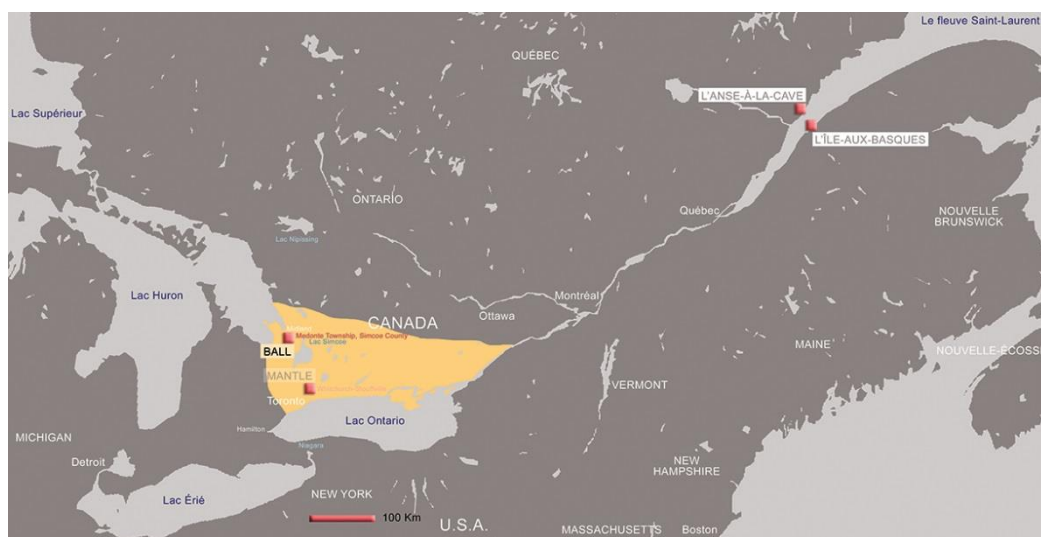 Le fleuve Saint-Laurent
QUÉBEC
L'ANSE-À-LA-CAVE
Lac Supérieur
L'ÎLE-AUX-BASQUES
ONTARIO
Québec
NOUVELLE
BRUNSWICK
Lac Nipissing
Lac Huron
Montréal
Ottawa
CANADA
Medante Township, Simcoe County
Lac Simcoe
BALL
MAINE
NOUVELLE-ÉCOSS
MANTLE
VERMONT
Toronto
Lac Ontario
Hamilton
MICHIGAN
Niagara
Detroit
NEW
HAMPSHIRE
Lac Érié
NEW YORK
100 Km
U.S.A.
MASSACHUSETTS
Boston